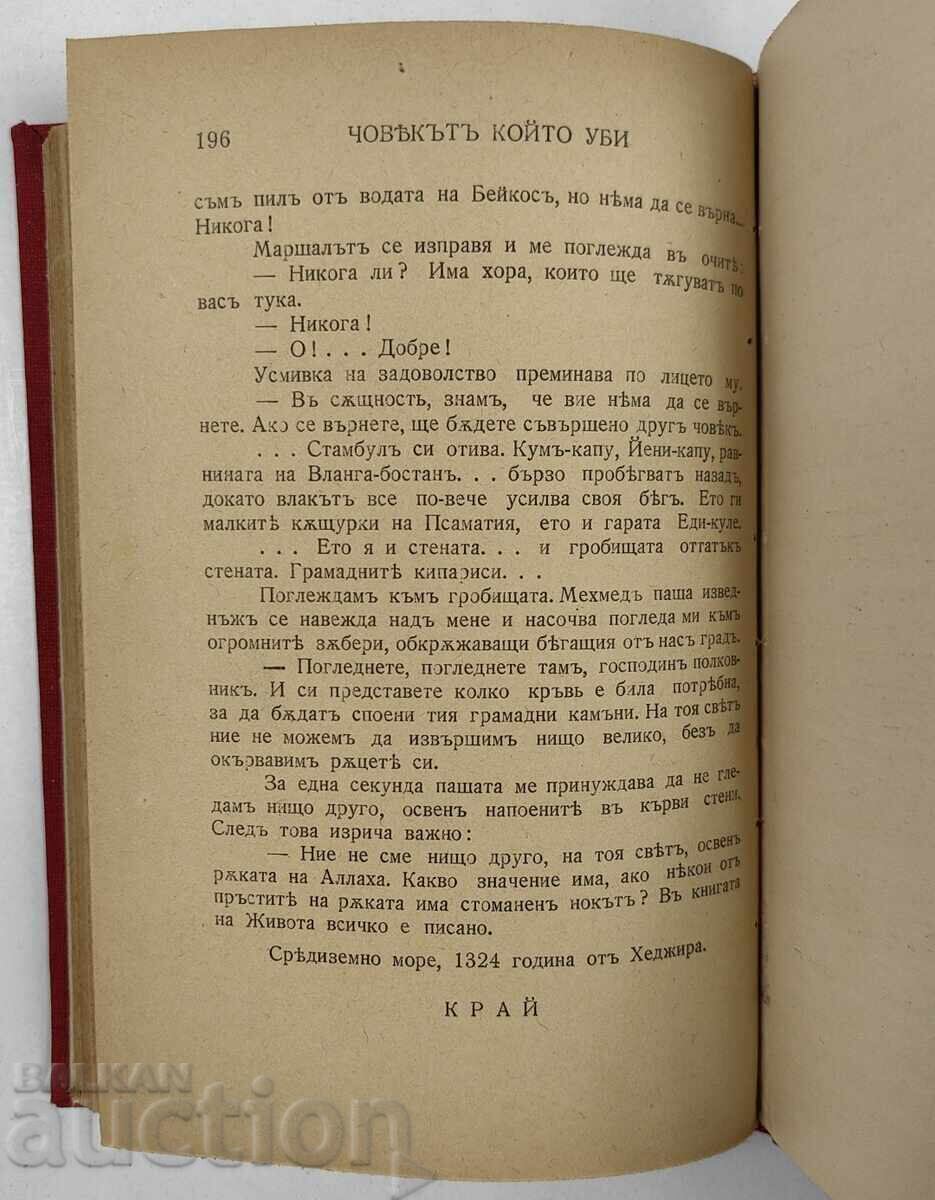 196 ЧОВѢКЪТЪ КОЙТО УБИ
съмъ пилъ отъ водата на Бейкосъ, но нѣма да се върна...
Никога!
Маршалътъ се изправя и ме поглежда въ очитѣ:
— Никога ли? Има хора, които ще тѫгуватъ по
васъ тука.
— Никога!
— О!... Добре!
Усмивка на задоволство преминава по лицето му.
— Въ сѫщность, знамъ, че вие нѣма да се вър-
нете. Ако се върнете, ще бѫдете съвършено другъ човѣкъ.
... Стамбулъ си отива. Кумъ-капу, Йени-капу, рав-
нината на Вланга-бостанъ... бързо пробѣгватъ назадъ,
докато влакътъ все по-вече усилва своя бѣгъ. Ето ги
малкитѣ кѫщурки на Псаматия, ето и гарата Еди-куле.
... Ето я и стената... и гробищата отгатъкъ
стената. Грамаднитѣ кипариси...
Поглеждамъ къмъ гробищата. Мехмедъ паша извед-
нъжъ се навежда надъ мене и насочва погледа ми къмъ
огромнитѣ зѫбери, обкрѫжаващи бѣгащия отъ насъ градъ.
— Погледнете, погледнете тамъ, господинъ полков-
никъ. И си представете колко кръвь е била потрѣбна,
за да бѫдатъ споени тия грамадни камъни. На тоя свѣтъ
ние не можемъ да извършимъ нищо велико, безъ да
окървавимъ рѫцетѣ си.
За една секунда пашата ме принуждава да не гле-
дамъ нищо друго, освенъ напоенитѣ въ кърви стени.
Следъ това изрича важно:
— Ние не сме нищо друго, на тоя свѣтъ, освенъ
рѫката на Аллаха. Какво значение има, ако нѣкои отъ
пръститѣ на рѫката има стоманенъ нокътъ? Въ книгата
на Живота всичко е писано.
Срѣдиземно море, 1324 година отъ Хеджира.
КРАЙ
BALKAN
auction